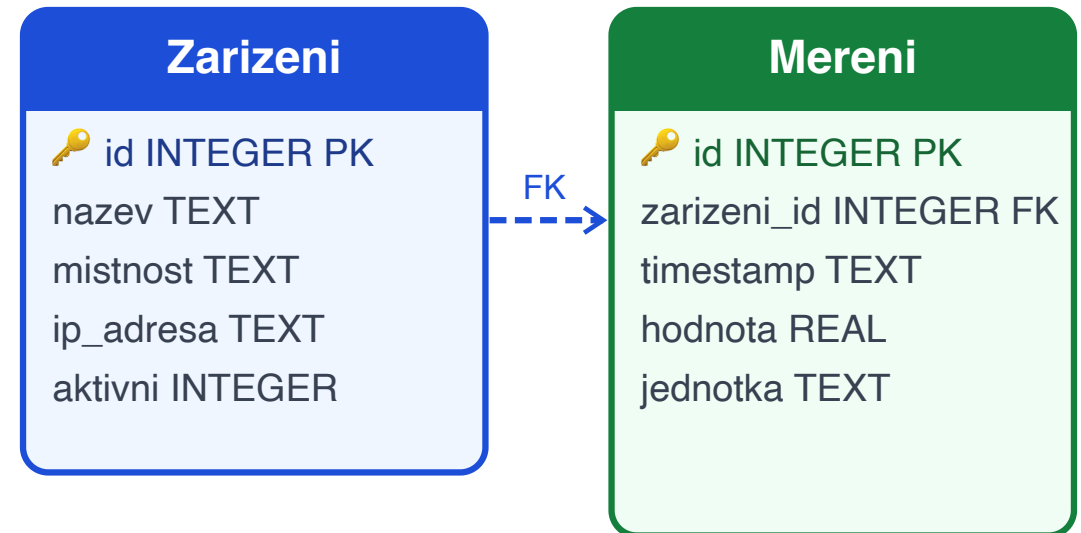 Zarizeni
🔑 id INTEGER PK
nazev TEXT
mistnost TEXT
ip_adresa TEXT
aktivni INTEGER
FK
Mereni
🔑 id INTEGER PK
zarizeni_id INTEGER FK
timestamp TEXT
hodnota REAL
jednotka TEXT